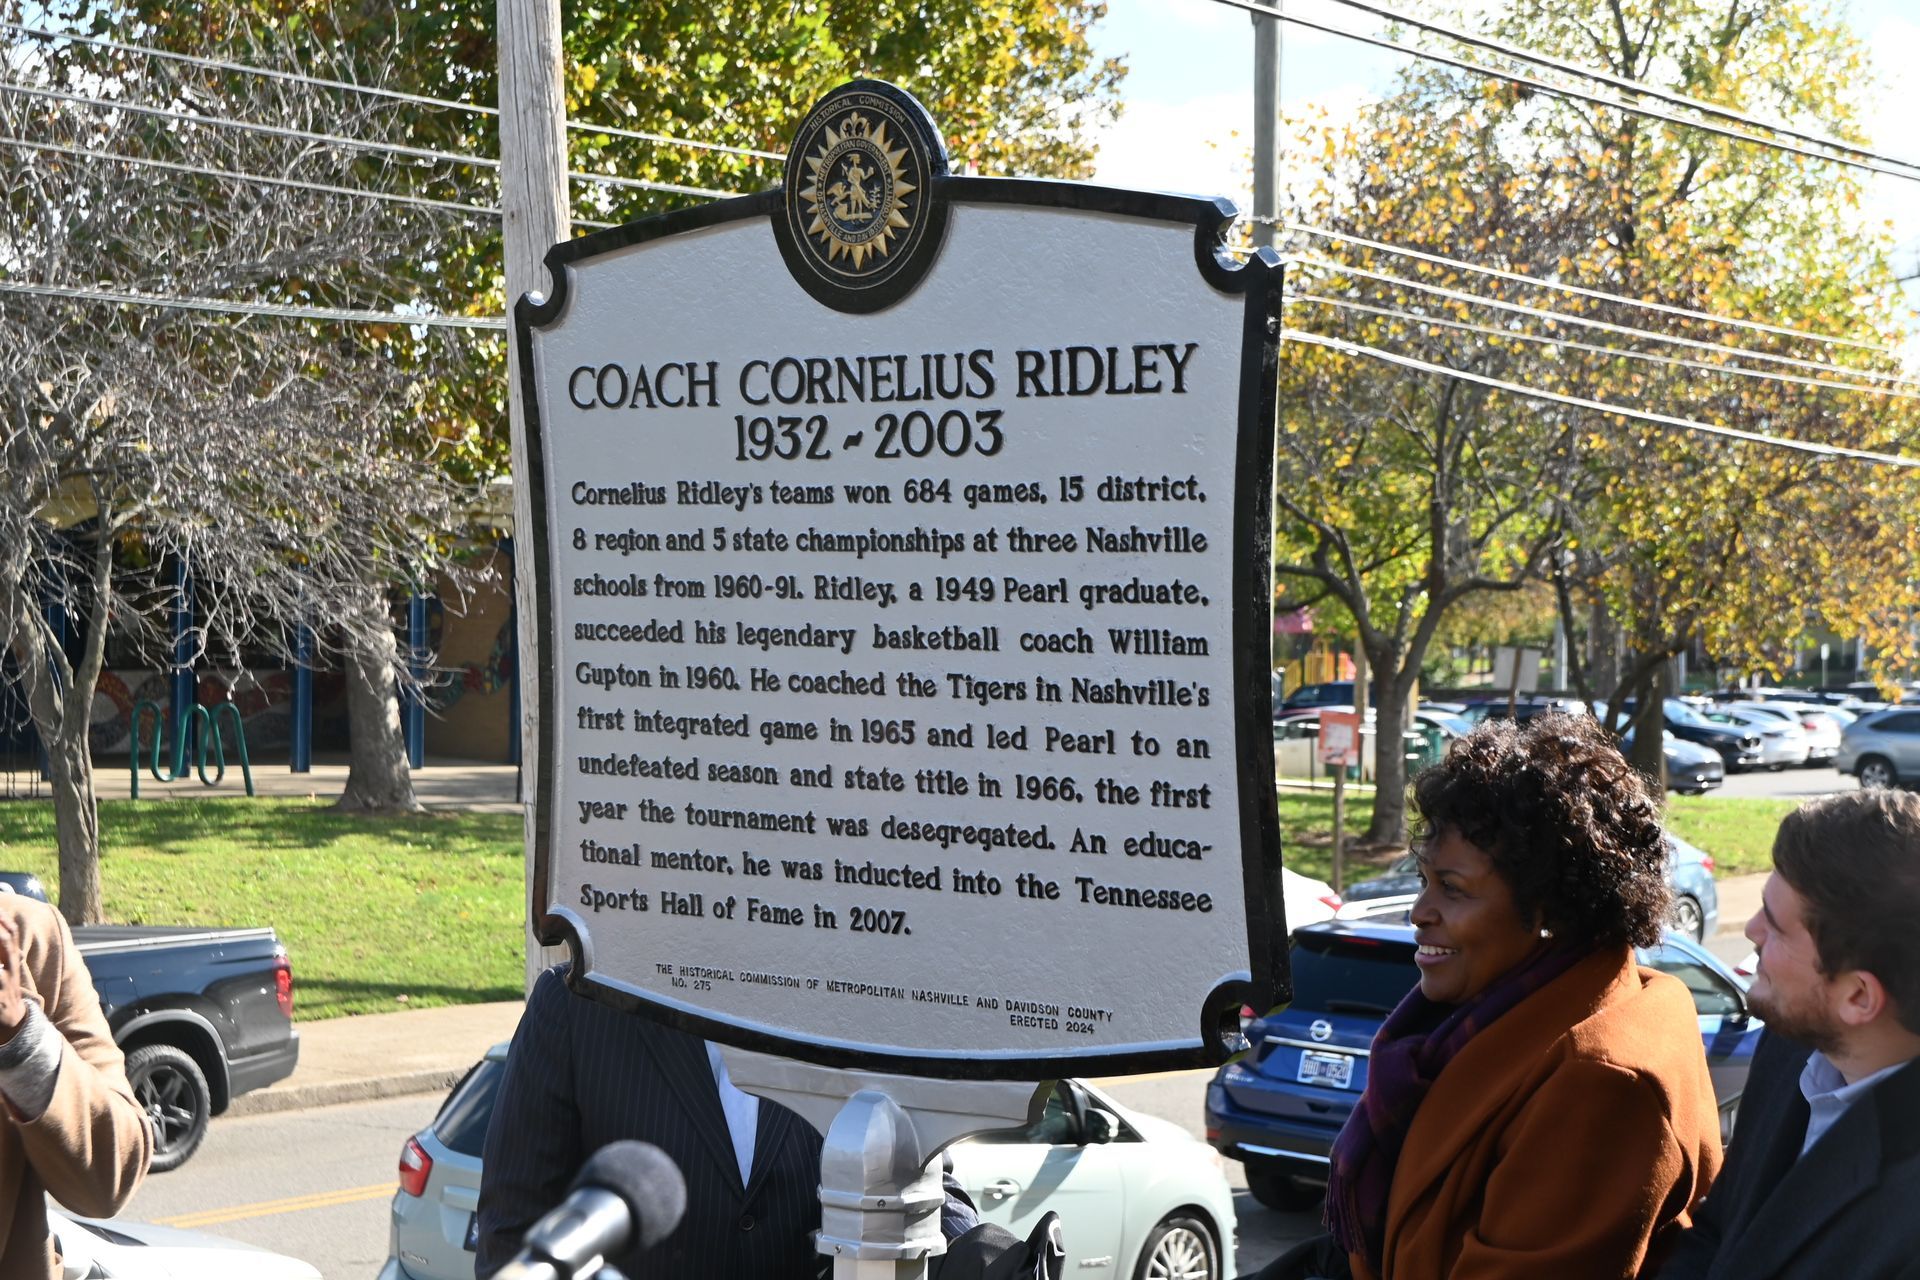 HISTORICAL COMMISSION
COACH CORNELIUS RIDLEY
1932~2003
Cornelius Ridley's teams won 684 games, 15 district,
8 region and 5 state championships at three Nashville
schools from 1960-91. Ridley, a 1949 Pearl graduate,
succeeded his legendary basketball coach William
Gupton in 1960. He coached the Tigers in Nashville's
first integrated game in 1965 and led Pearl to an
undefeated season and state title in 1966, the first
year the tournament was desegregated. An educa-
tional mentor, he was inducted into the Tennessee
Sports Hall of Fame in 2007.
THE HISTORICAL COMMISSION OF METROPOLITAN NASHVILLE AND DAVIDSON COUNTY
NO. 275
ERECTED 2024